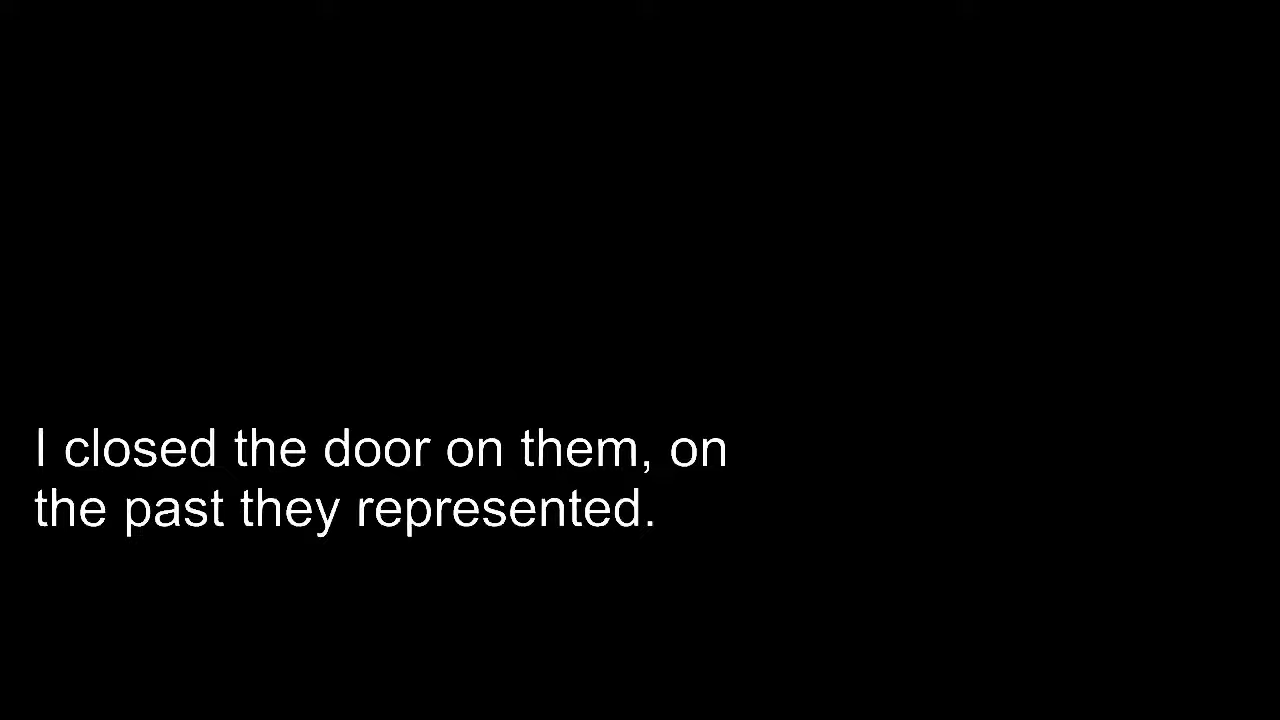 I closed the door on them, on
the past they represented.